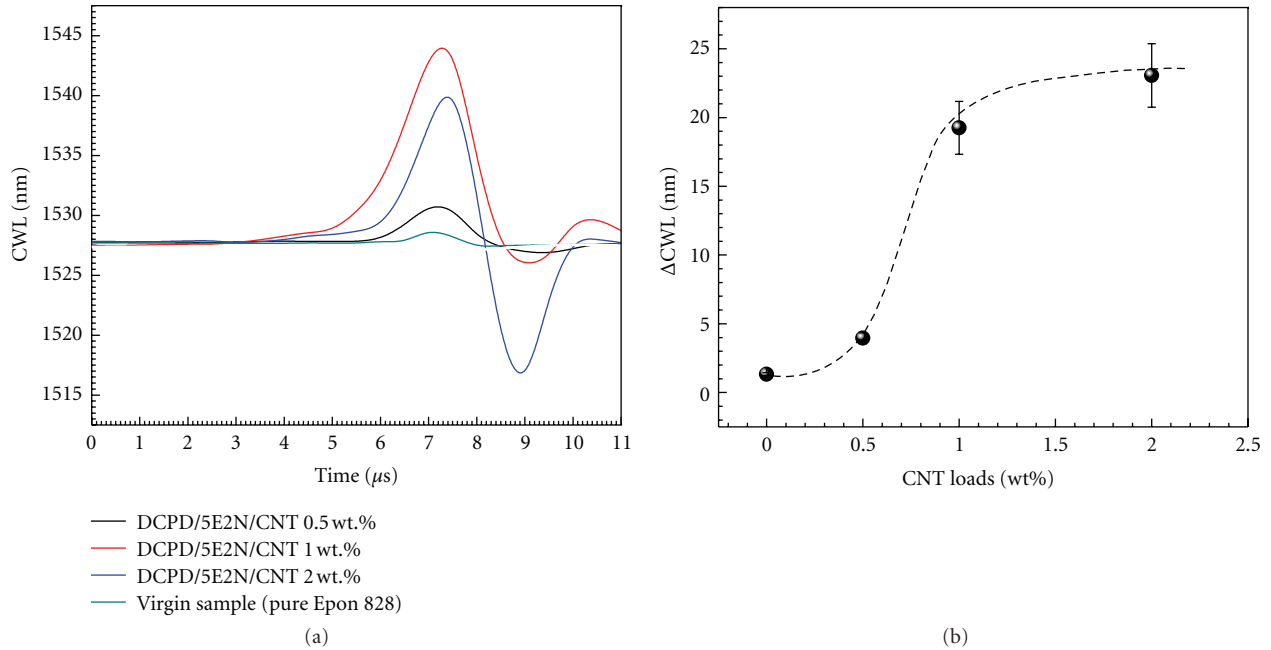 1545
1540
1535
1530
1525
1520
1515
CWL (nm)
0 1 2 3 4 5 6 7 8 9 10 11
Time (μs)
DCPD/5E2N/CNT 0.5 wt.%
DCPD/5E2N/CNT 1 wt.%
DCPD/5E2N/CNT 2 wt.%
Virgin sample (pure Epon 828)
(a)
25
20
15
10
5
0
ΔCWL (nm)
0 0.5 1 1.5 2 2.5
CNT loads (wt%)
(b)